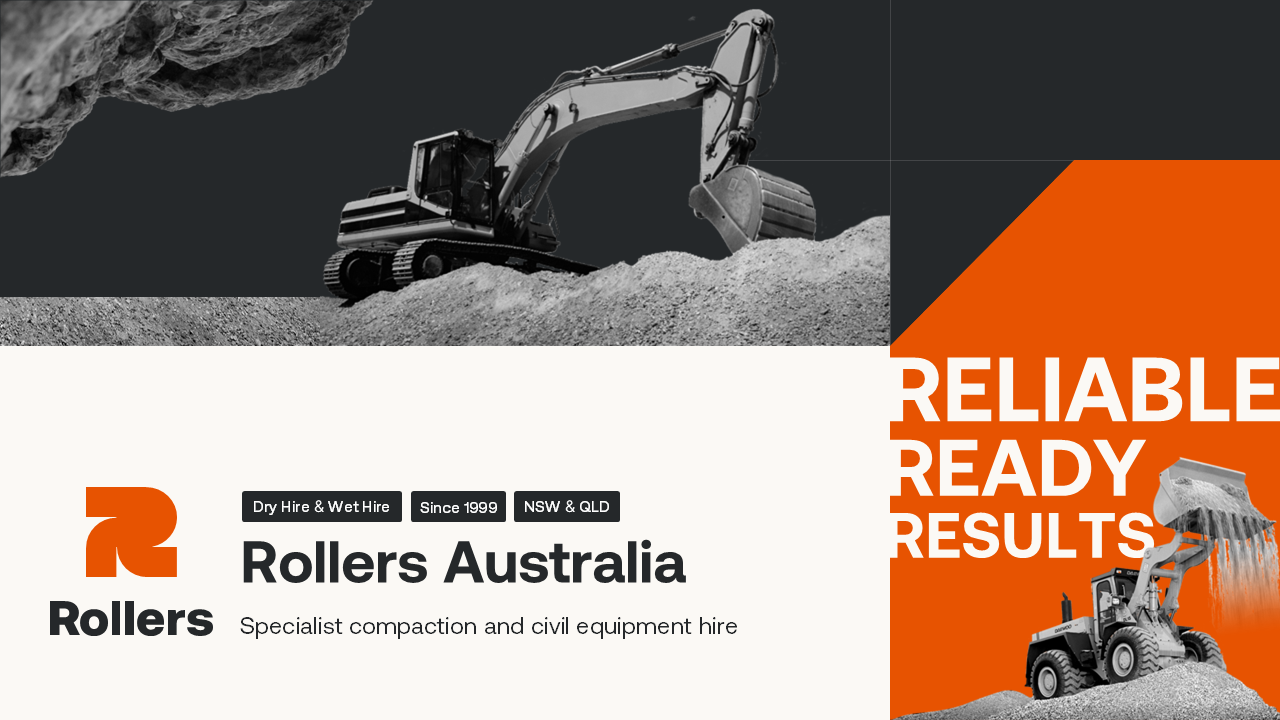 Dry Hire & Wet Hire
Since 1999
NSW & QLD
Rollers Australia
Specialist compaction and civil equipment hire
Rollers
RELIABLE
READY
RESULTS
DAEWOO